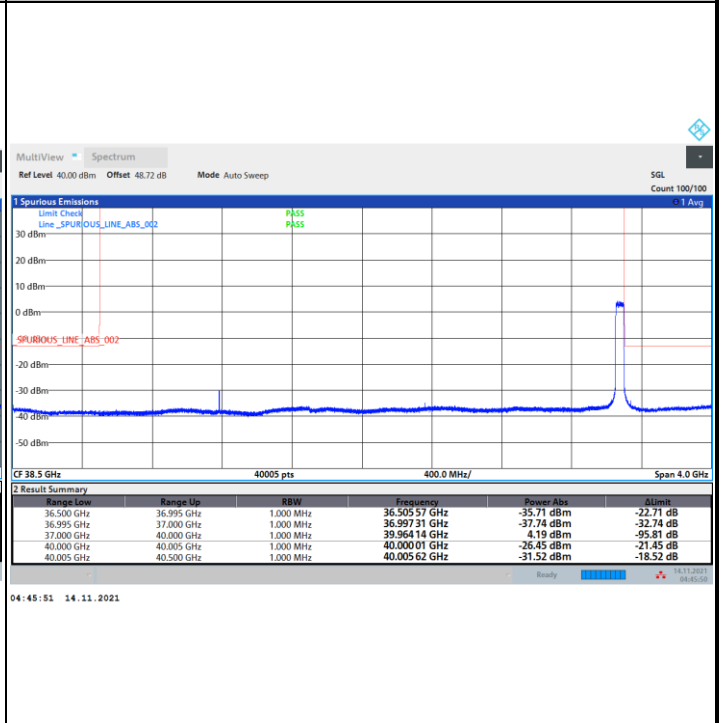 MultiView Spectrum
Ref Level 40.00 dBm Offset 48.72 dB Mode Auto Sweep SGL
Count 100/100
1 Spurious Emissions 1 Avg
Limit Check PASS
Line _SPURIOUS_LINE_ABS_002 PASS
30 dBm
20 dBm
10 dBm
0 dBm
_SPURIOUS_LINE_ABS_002
-20 dBm
-30 dBm
-40 dBm
-50 dBm
CF 38.5 GHz 40005 pts 400.0 MHz/ Span 4.0 GHz
2 Result Summary
Range Low Range Up RBW Frequency Power Abs ΔLimit
36.500 GHz 36.995 GHz 1.000 MHz 36.505 57 GHz -35.71 dBm -22.71 dB
36.995 GHz 37.000 GHz 1.000 MHz 36.997 31 GHz -37.74 dBm -32.74 dB
37.000 GHz 40.000 GHz 1.000 MHz 39.964 14 GHz 4.19 dBm -95.81 dB
40.000 GHz 40.005 GHz 1.000 MHz 40.000 01 GHz -26.45 dBm -21.45 dB
40.005 GHz 40.500 GHz 1.000 MHz 40.005 62 GHz -31.52 dBm -18.52 dB
Ready 14.11.2021
04:45:50
04:45:51 14.11.2021